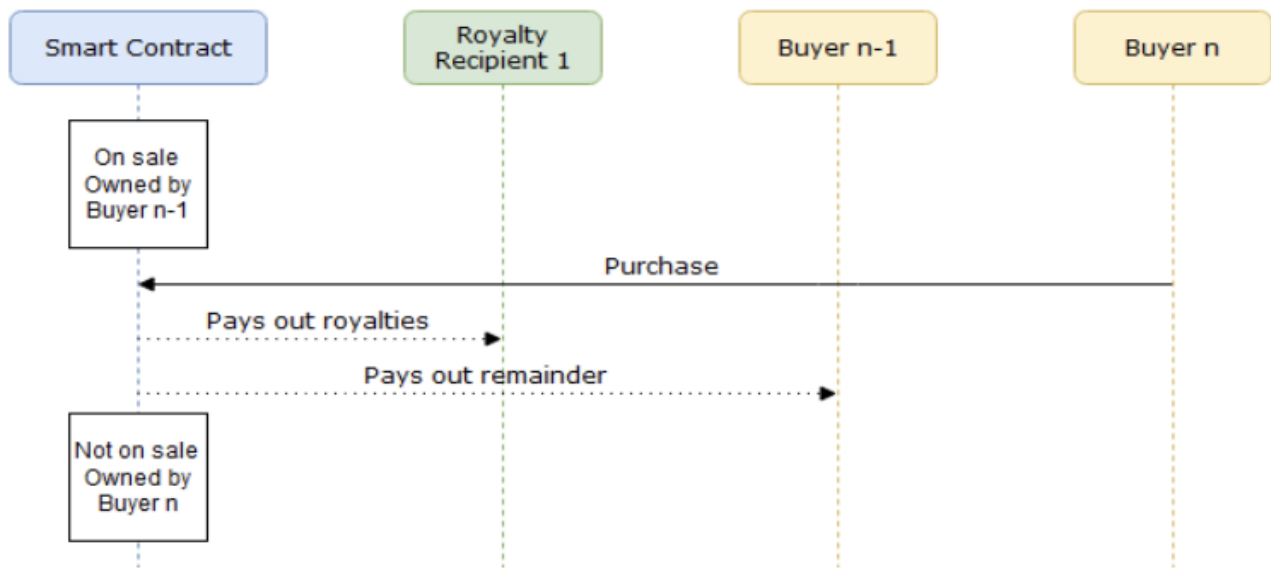 Smart Contract
Royalty
Recipient 1
Buyer n-1
Buyer n
On sale
Owned by
Buyer n-1
Purchase
Pays out royalties
Pays out remainder
Not on sale
Owned by
Buyer n